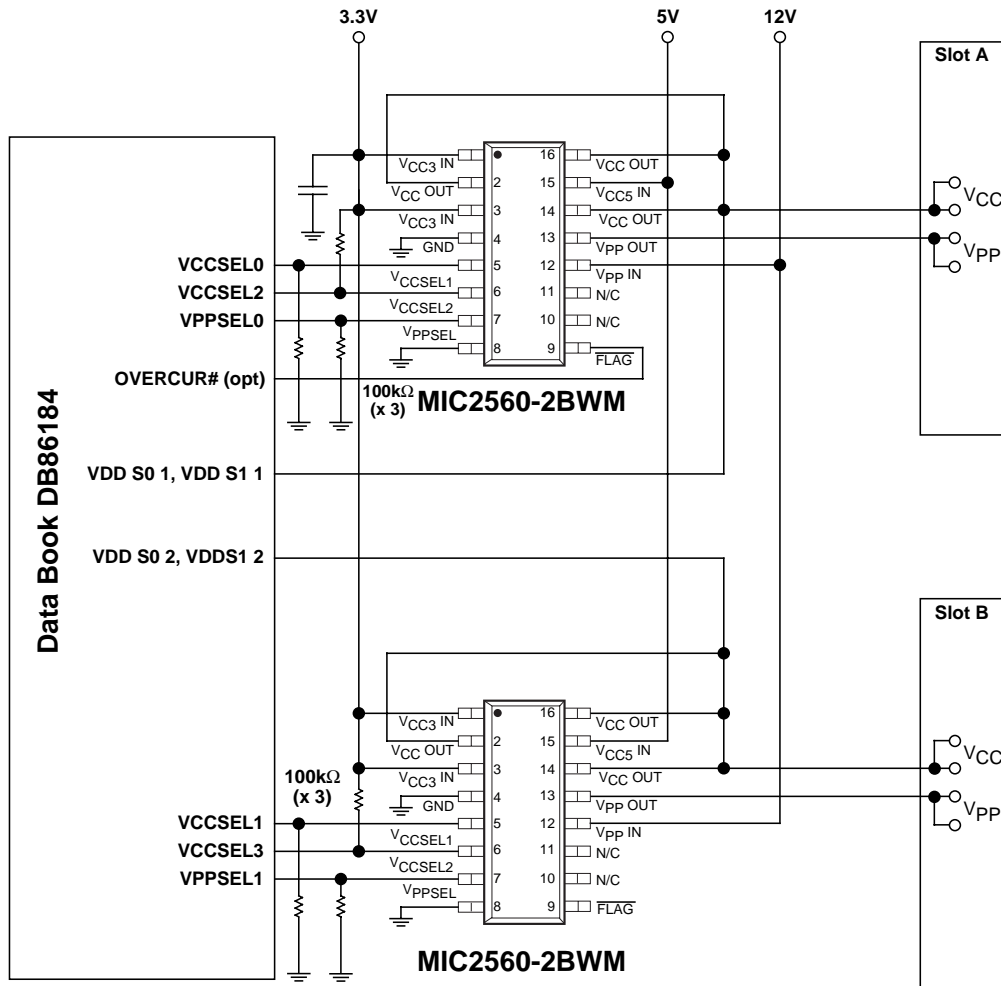 3.3V
5V
12V
Slot A
VCC3 IN
16
VCC OUT
VCC OUT
2
15
VCC5 IN
VCC3 IN
3
14
VCC OUT
VCC
GND
4
13
VPP OUT
VPP
VCCSEL0
VCCSEL1
5
12
VPP IN
VCCSEL2
VCCSEL2
6
11
N/C
VPPSEL0
VPPSEL
7
10
N/C
8
9
FLAG
OVERCUR# (opt)
100kΩ
(x 3)
MIC2560-2BWM
Data Book DB86184
VDD S0 1, VDD S1 1
VDD S0 2, VDDS1 2
Slot B
VCC3 IN
16
VCC OUT
VCC OUT
2
15
VCC5 IN
VCC3 IN
3
14
VCC OUT
VCC
100kΩ
(x 3)
GND
4
13
VPP OUT
VPP
VCCSEL1
VCCSEL1
5
12
VPP IN
VCCSEL3
VCCSEL2
6
11
N/C
VPPSEL1
VPPSEL
7
10
N/C
8
9
FLAG
MIC2560-2BWM